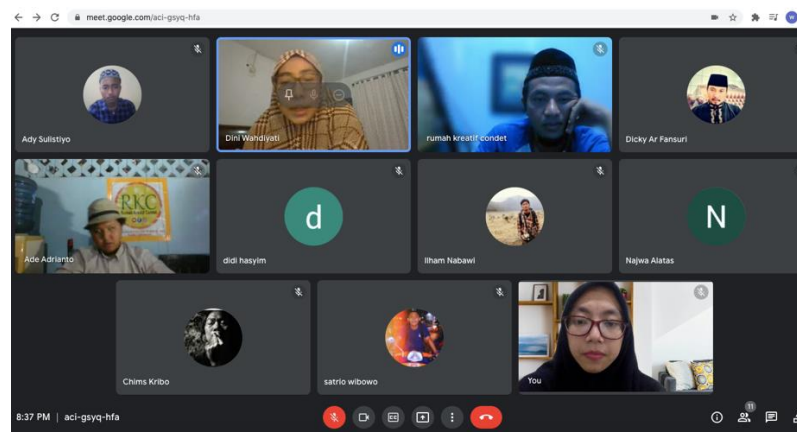 meet.google.com/aci-gsyq-hfa
W
Ady Sulistiyo
Dini Wandiyati
rumah kreatif condet
Dicky Ar Fansuri
RKC
Ade Adrianto
d
didi hasyim
Ilham Nabawi
N
Najwa Alatas
Chims Kribo
satrio wibowo
You
8:37 PM | aci-gsyq-hfa
CC
11